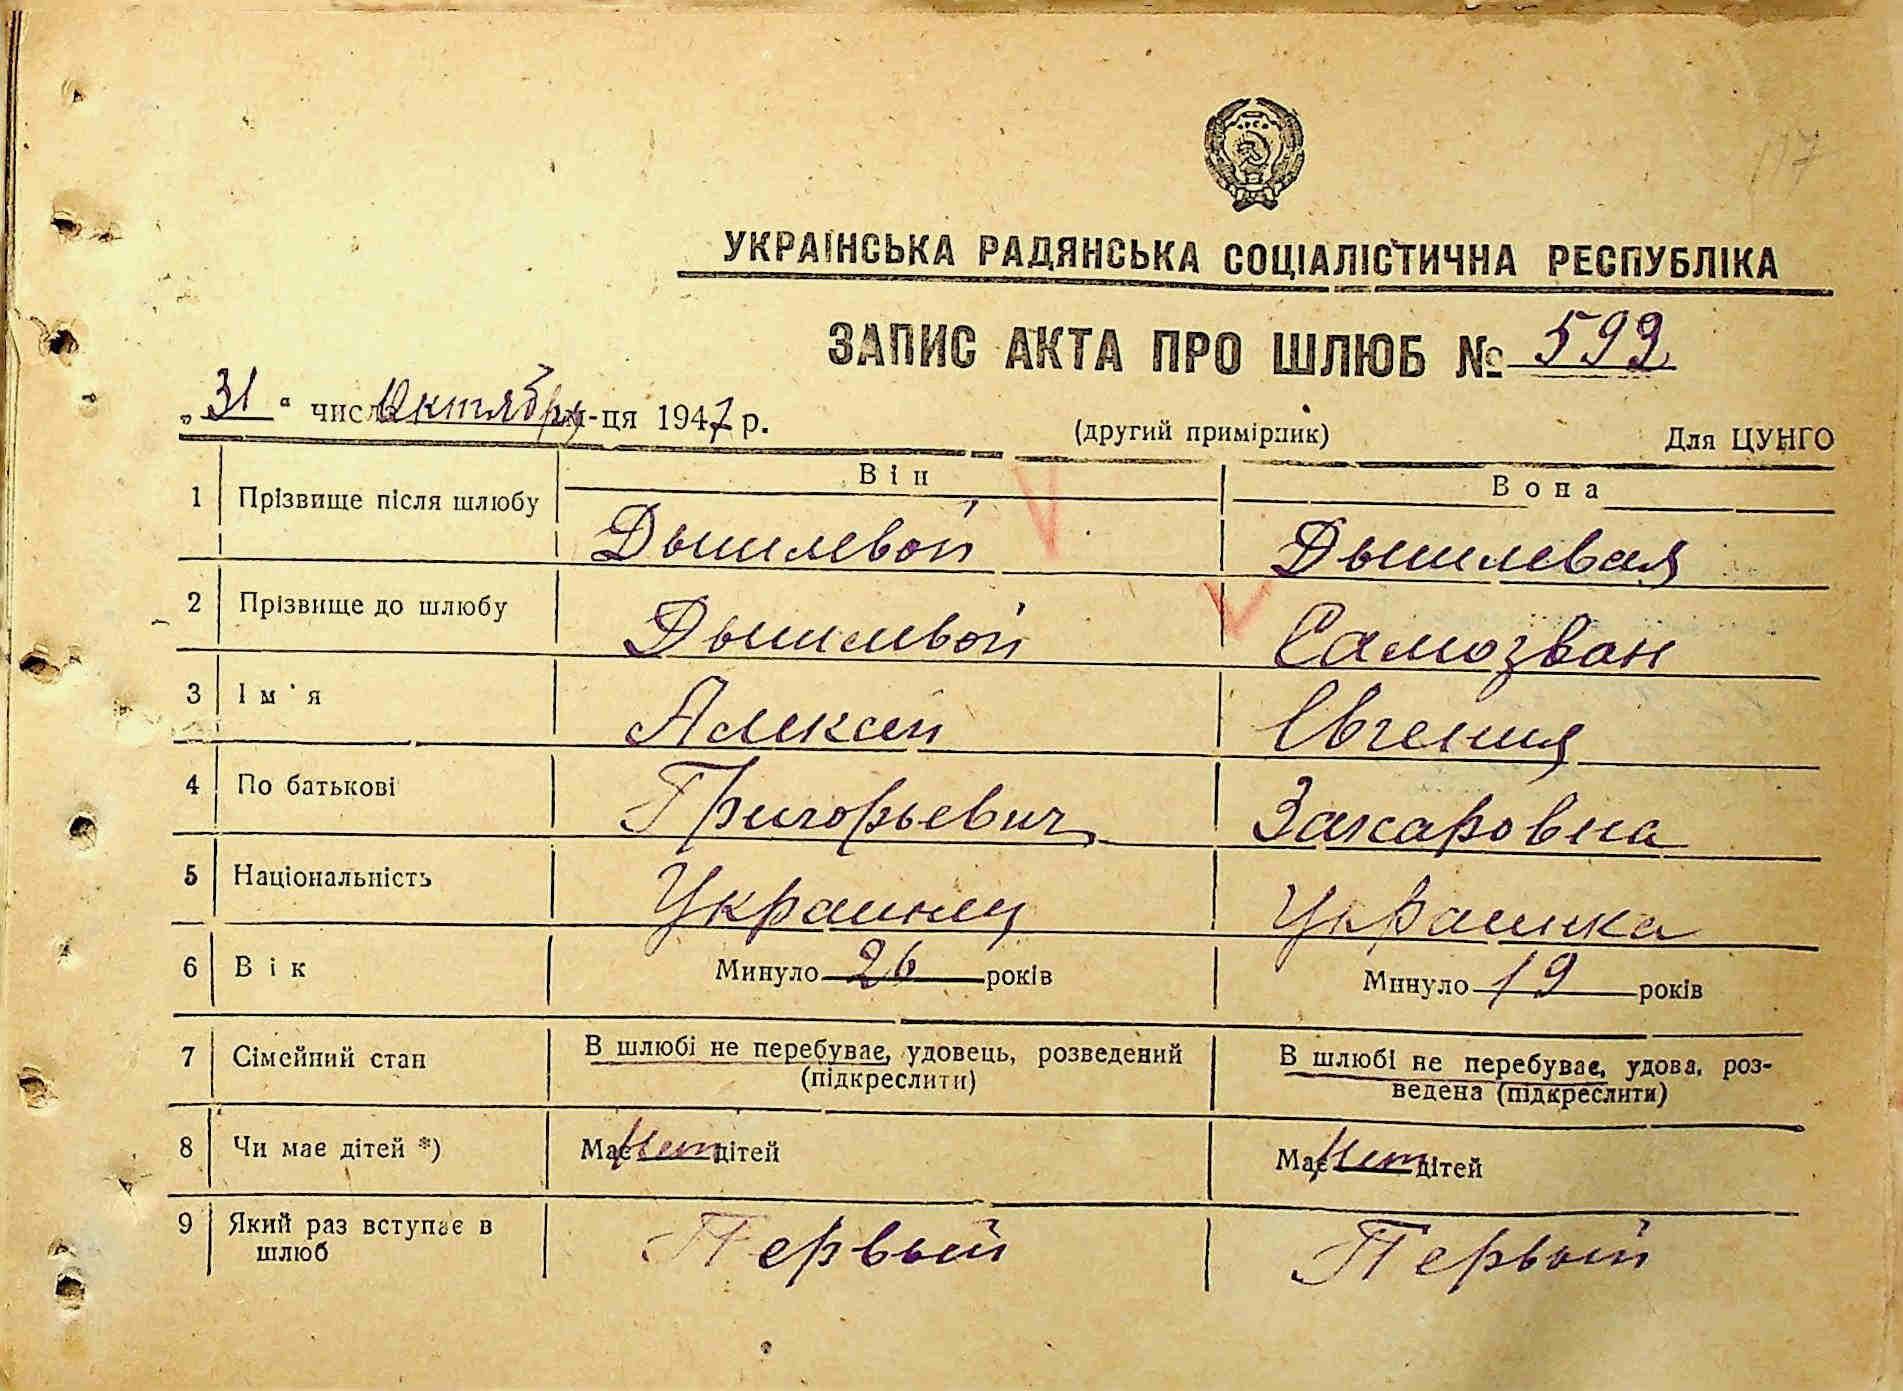 117
УКРАЇНСЬКА РАДЯНСЬКА СОЦІАЛІСТИЧНА РЕСПУБЛІКА
ЗАПИС АКТА ПРО ШЛЮБ № 599
„31“ числа Октября м-ця 1947 р.
(другий примірник) Для ЦУНГО
Він Вона
1 Прізвище після шлюбу Дышлевой Дышлевая
2 Прізвище до шлюбу Дышлевой Самозван
3 Ім'я Алексей Евгения
4 По батькові Григорьевич Захаровна
5 Національність Украинец Украинка
6 Вік Минуло 26 років Минуло 19 років
7 Сімейний стан В шлюбі не перебуває, удовець, розведений (підкреслити) В шлюбі не перебуває, удова, роз-
ведена (підкреслити)
8 Чи має дітей *) Має Нет дітей Має Нет дітей
9 Який раз вступає в шлюб Первый Первый